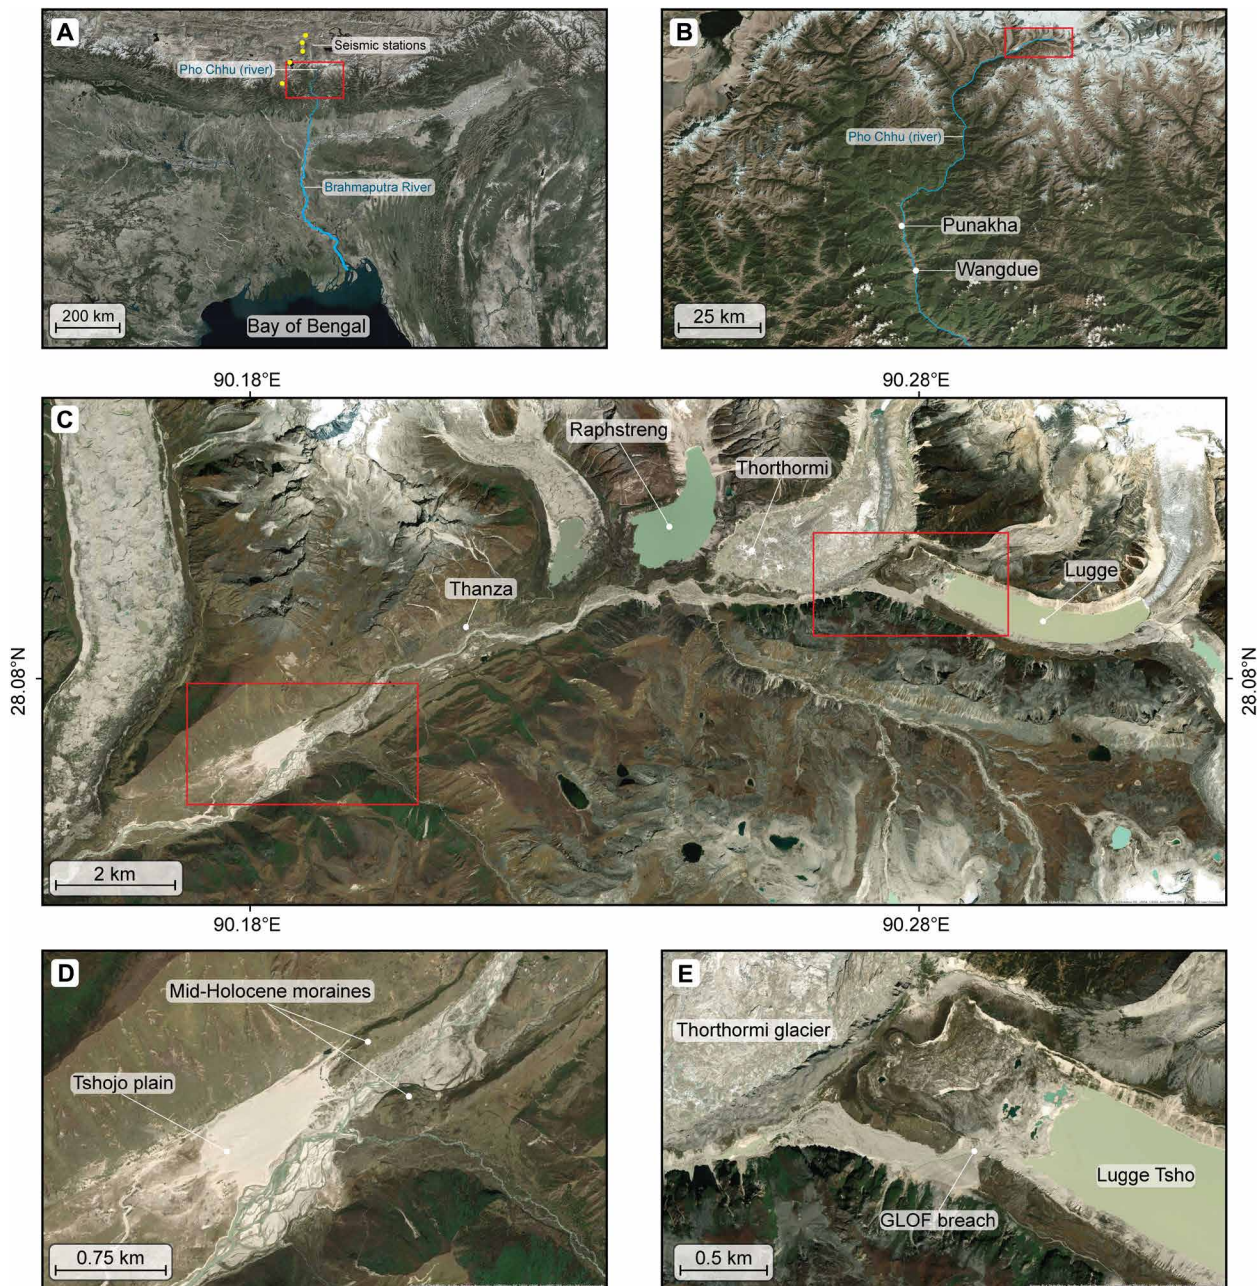 A
Seismic stations
Pho Chhu (river)
Brahmaputra River
200 km
Bay of Bengal
B
Pho Chhu (river)
Punakha
Wangdue
25 km
90.18°E
90.28°E
C
Raphstreng
Thorthormi
Thanza
Lugge
28.08°N
28.08°N
2 km
90.18°E
90.28°E
D
Mid-Holocene moraines
Tshojo plain
0.75 km
E
Thorthormi glacier
Lugge Tsho
GLOF breach
0.5 km